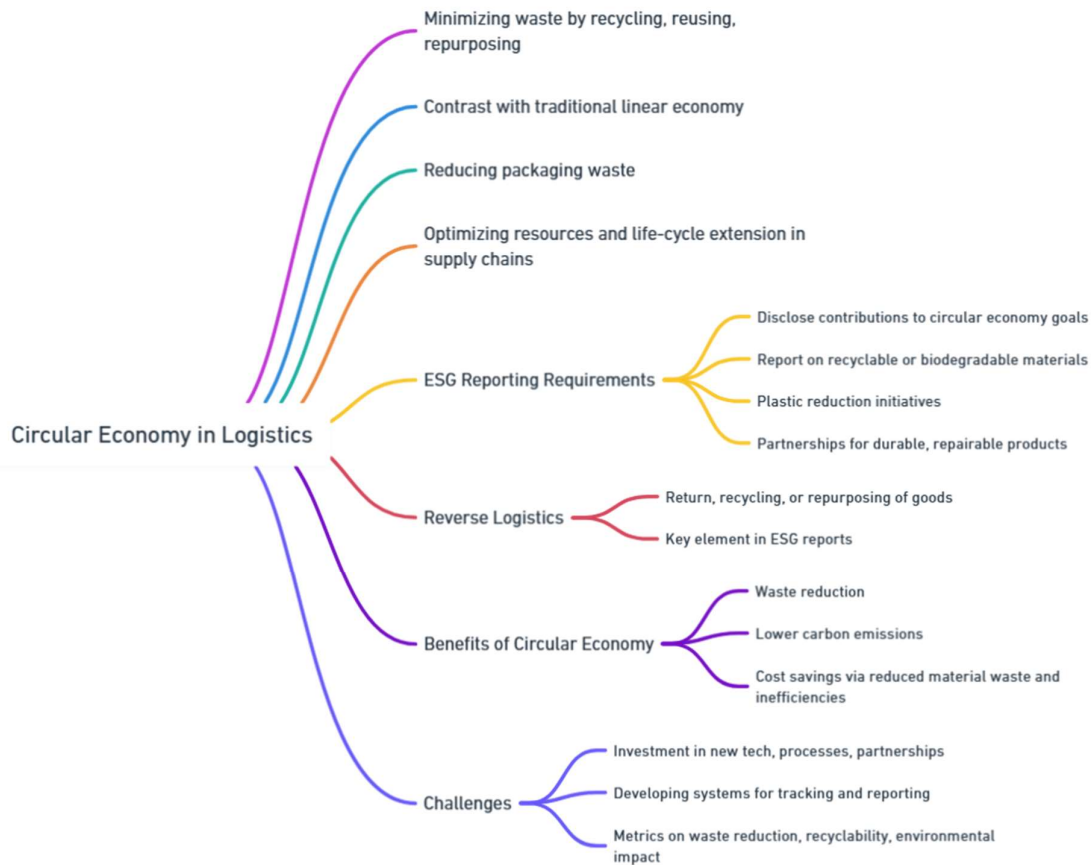 Minimizing waste by recycling, reusing,
repurposing
Contrast with traditional linear economy
Reducing packaging waste
Optimizing resources and life-cycle extension in
supply chains
Disclose contributions to circular economy goals
Report on recyclable or biodegradable materials
ESG Reporting Requirements
Plastic reduction initiatives
Partnerships for durable, repairable products
Circular Economy in Logistics
Return, recycling, or repurposing of goods
Reverse Logistics
Key element in ESG reports
Waste reduction
Benefits of Circular Economy
Lower carbon emissions
Cost savings via reduced material waste and
inefficiencies
Investment in new tech, processes, partnerships
Challenges
Developing systems for tracking and reporting
Metrics on waste reduction, recyclability, environmental
impact